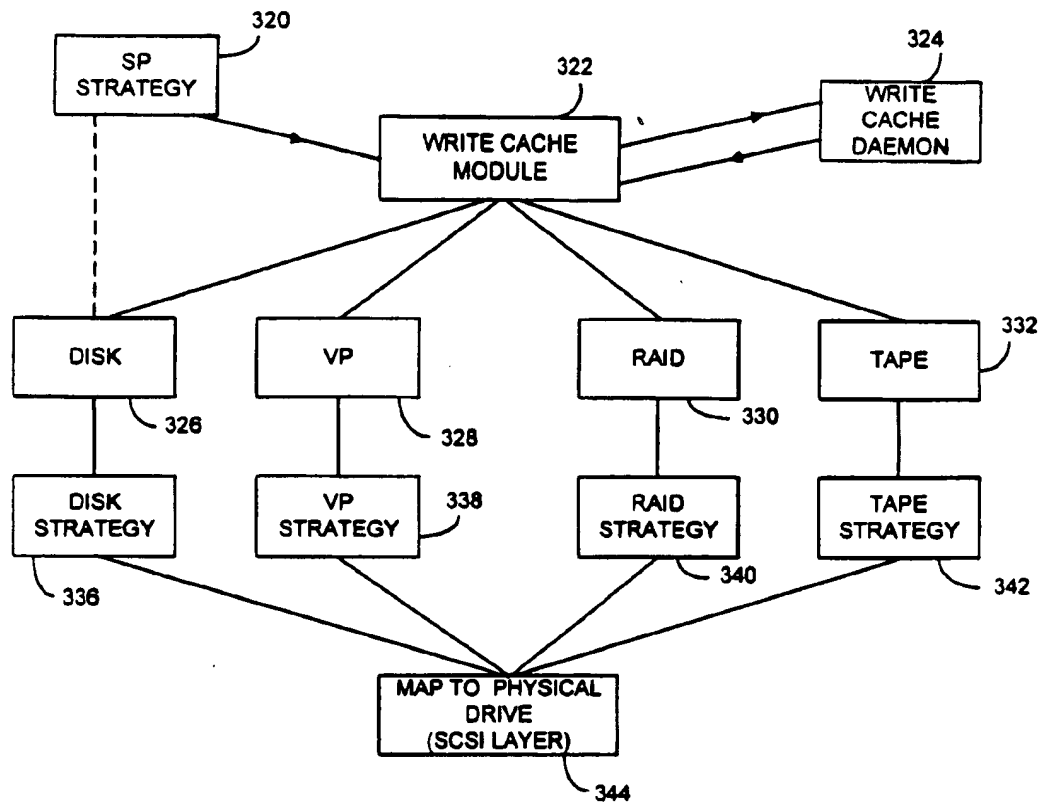 320
SP
STRATEGY
322
WRITE CACHE
MODULE
324
WRITE
CACHE
DAEMON
DISK
326
VP
328
RAID
330
TAPE
332
DISK
STRATEGY
336
VP
STRATEGY
338
RAID
STRATEGY
340
TAPE
STRATEGY
342
MAP TO PHYSICAL
DRIVE
(SCSI LAYER)
344